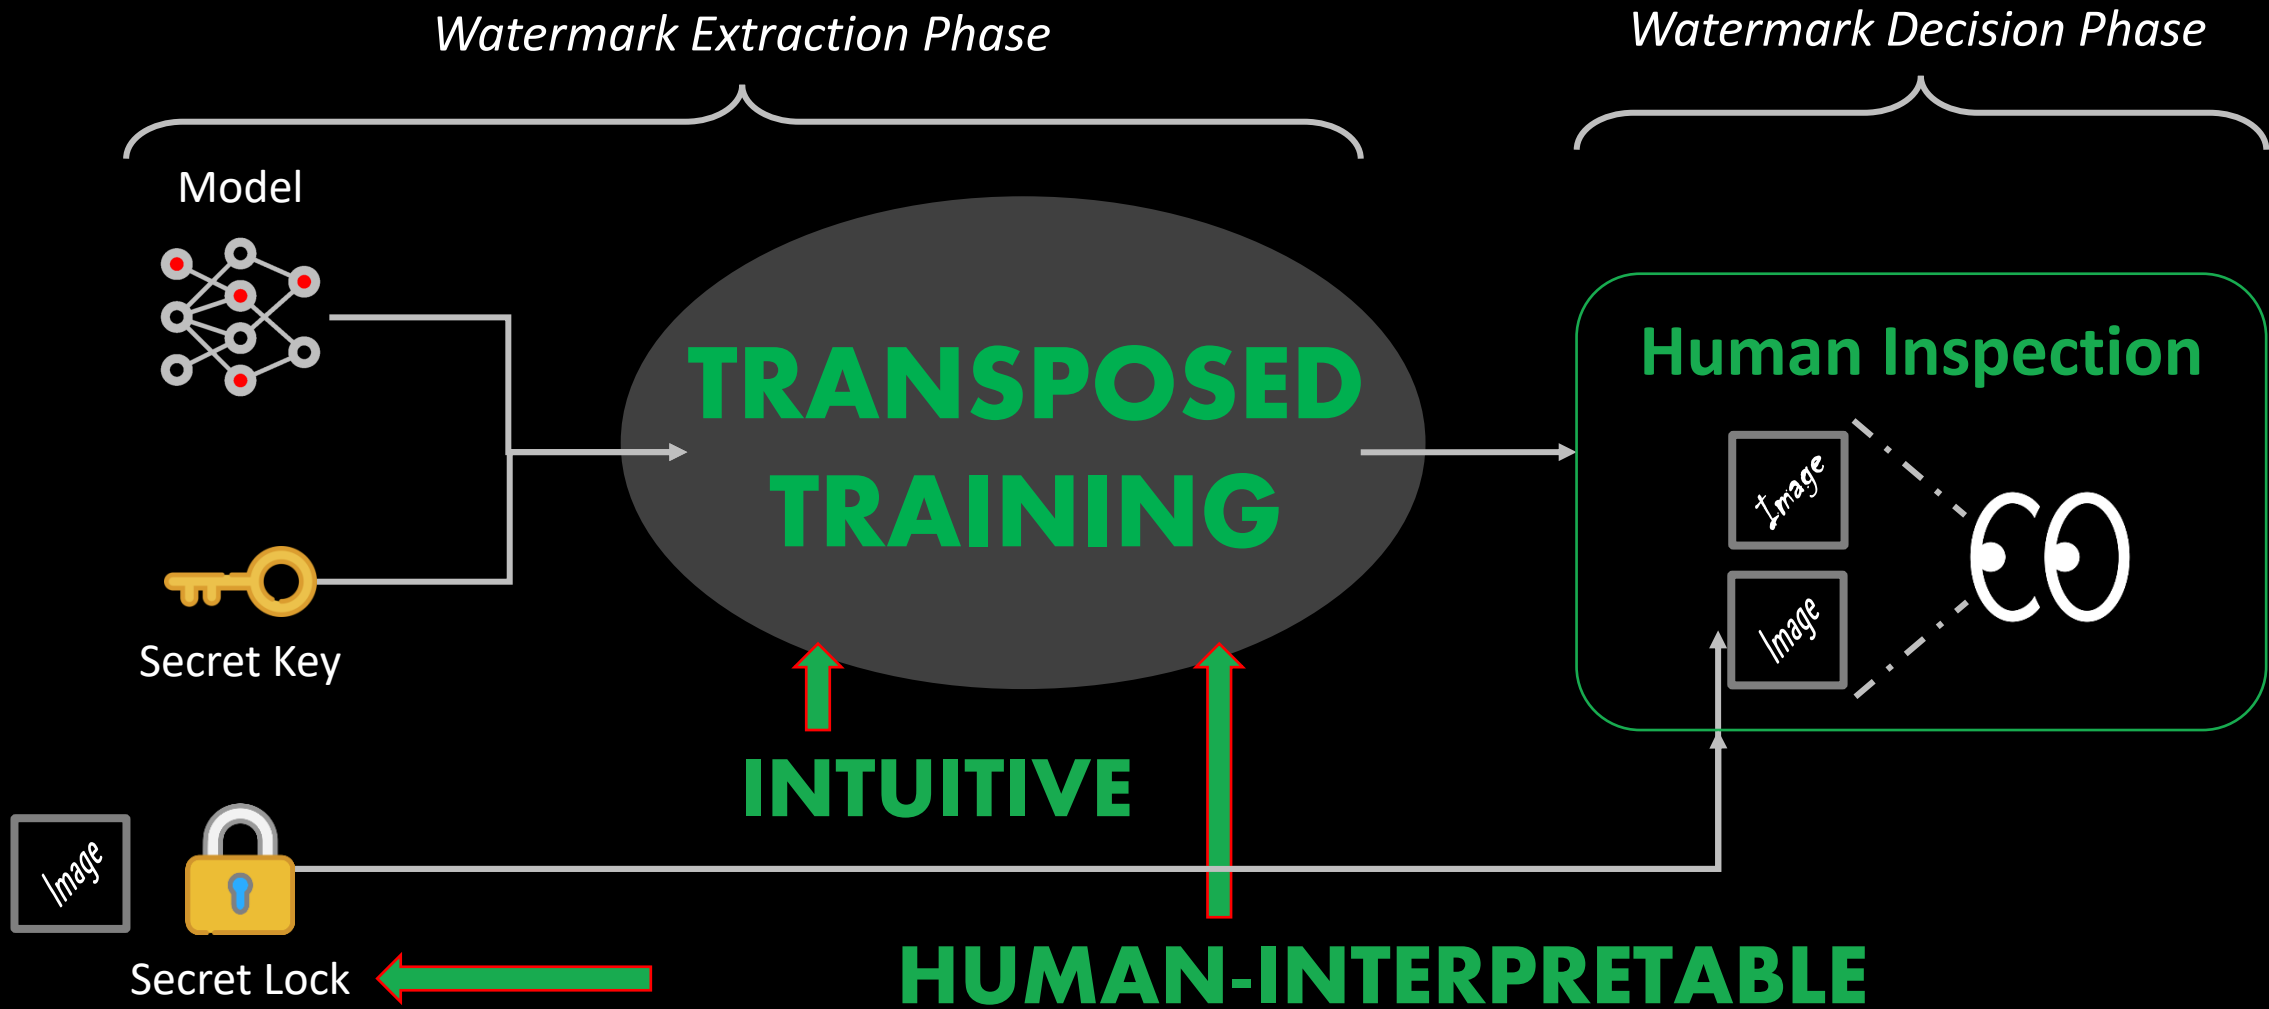 Watermark Extraction Phase
Watermark Decision Phase
Model
TRANSPOSED
TRAINING
Human Inspection
Image
Image
Secret Key
INTUITIVE
Image
Secret Lock
HUMAN-INTERPRETABLE